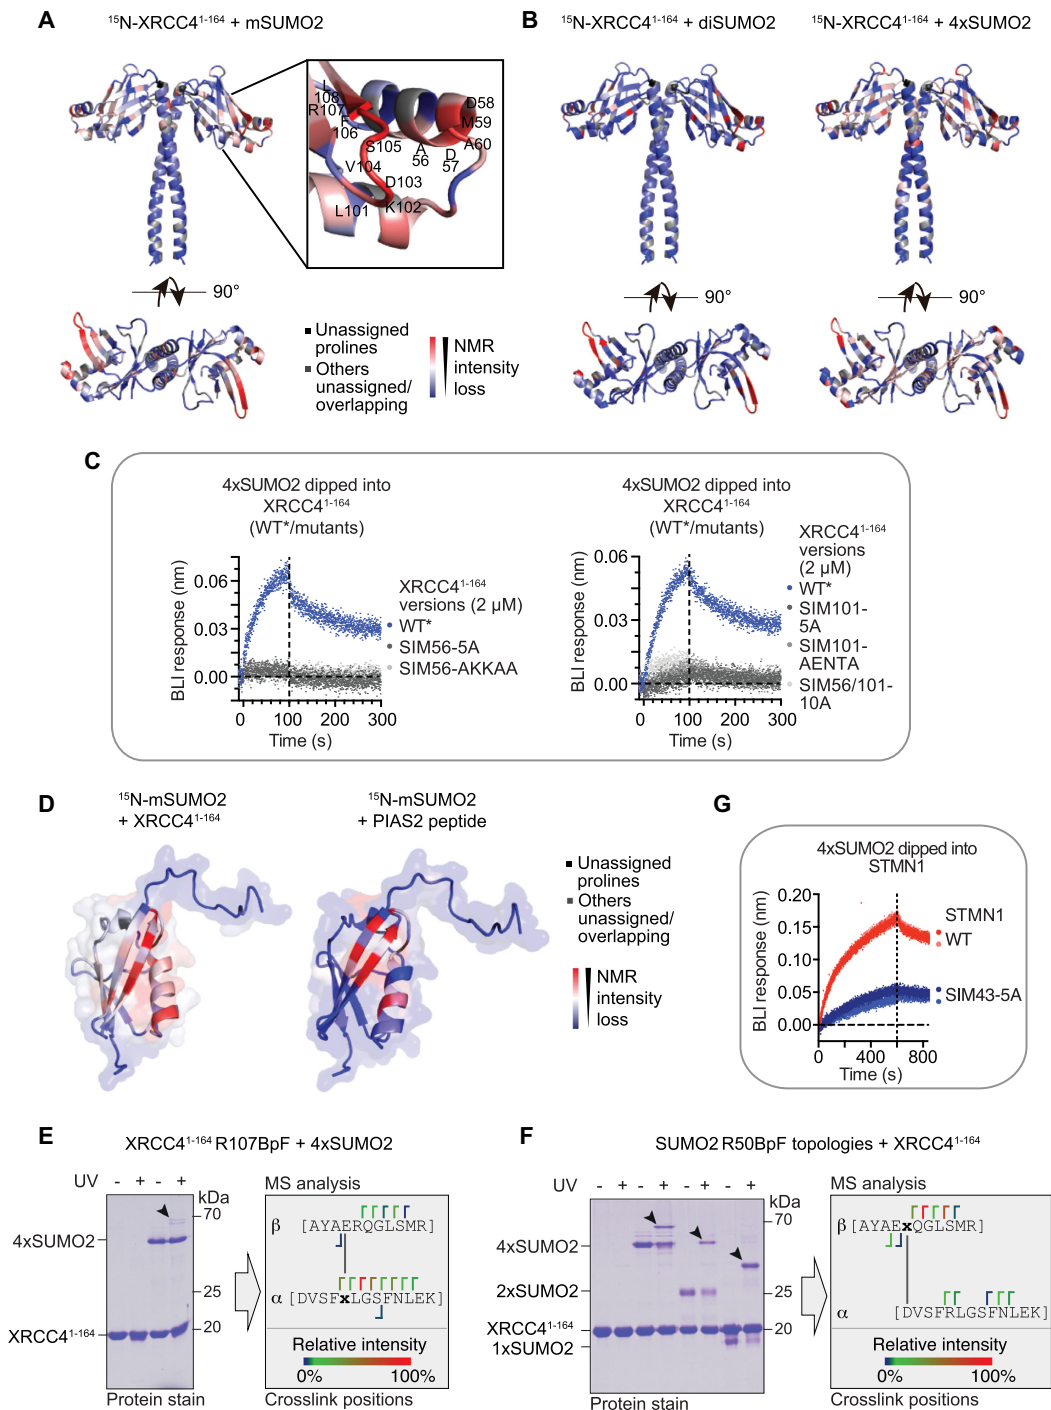 A
15N-XRCC41-164 + mSUMO2
L
108
R107
F
106
S105
V104
D103
L101
K102
A
56
D
57
D58
M59
A60
90°
Unassigned
prolines
Others
unassigned/
overlapping
NMR
intensity
loss
B
15N-XRCC41-164 + diSUMO2
15N-XRCC41-164 + 4xSUMO2
90°
90°
C
4xSUMO2 dipped into
XRCC41-164
(WT*/mutants)
BLI response (nm)
0.06
0.03
0.00
0
100
200
300
Time (s)
XRCC41-164
versions (2 µM)
WT*
SIM56-5A
SIM56-AKKAA
4xSUMO2 dipped into
XRCC41-164
(WT*/mutants)
BLI response (nm)
0.06
0.03
0.00
0
100
200
300
Time (s)
XRCC41-164
versions
(2 µM)
WT*
SIM101-
5A
SIM101-
AENTA
SIM56/101-
10A
D
15N-mSUMO2
+ XRCC41-164
15N-mSUMO2
+ PIAS2 peptide
Unassigned
prolines
Others
unassigned/
overlapping
NMR
intensity
loss
G
4xSUMO2 dipped into
STMN1
BLI response (nm)
0.20
0.15
0.10
0.05
0.00
0
400
800
Time (s)
STMN1
WT
SIM43-5A
E
XRCC41-164 R107BpF + 4xSUMO2
UV - + - +
kDa
70
4xSUMO2
25
XRCC41-164
20
Protein stain
MS analysis
β [AYAERQGLSMR]
α [DVSFxLGSFNLEK]
Relative intensity
0% 100%
Crosslink positions
F
SUMO2 R50BpF topologies + XRCC41-164
UV - + - + - + - +
kDa
70
4xSUMO2
2xSUMO2
25
XRCC41-164
20
1xSUMO2
Protein stain
MS analysis
β [AYAExQGLSMR]
α [DVSFRLGSFNLEK]
Relative intensity
0% 100%
Crosslink positions